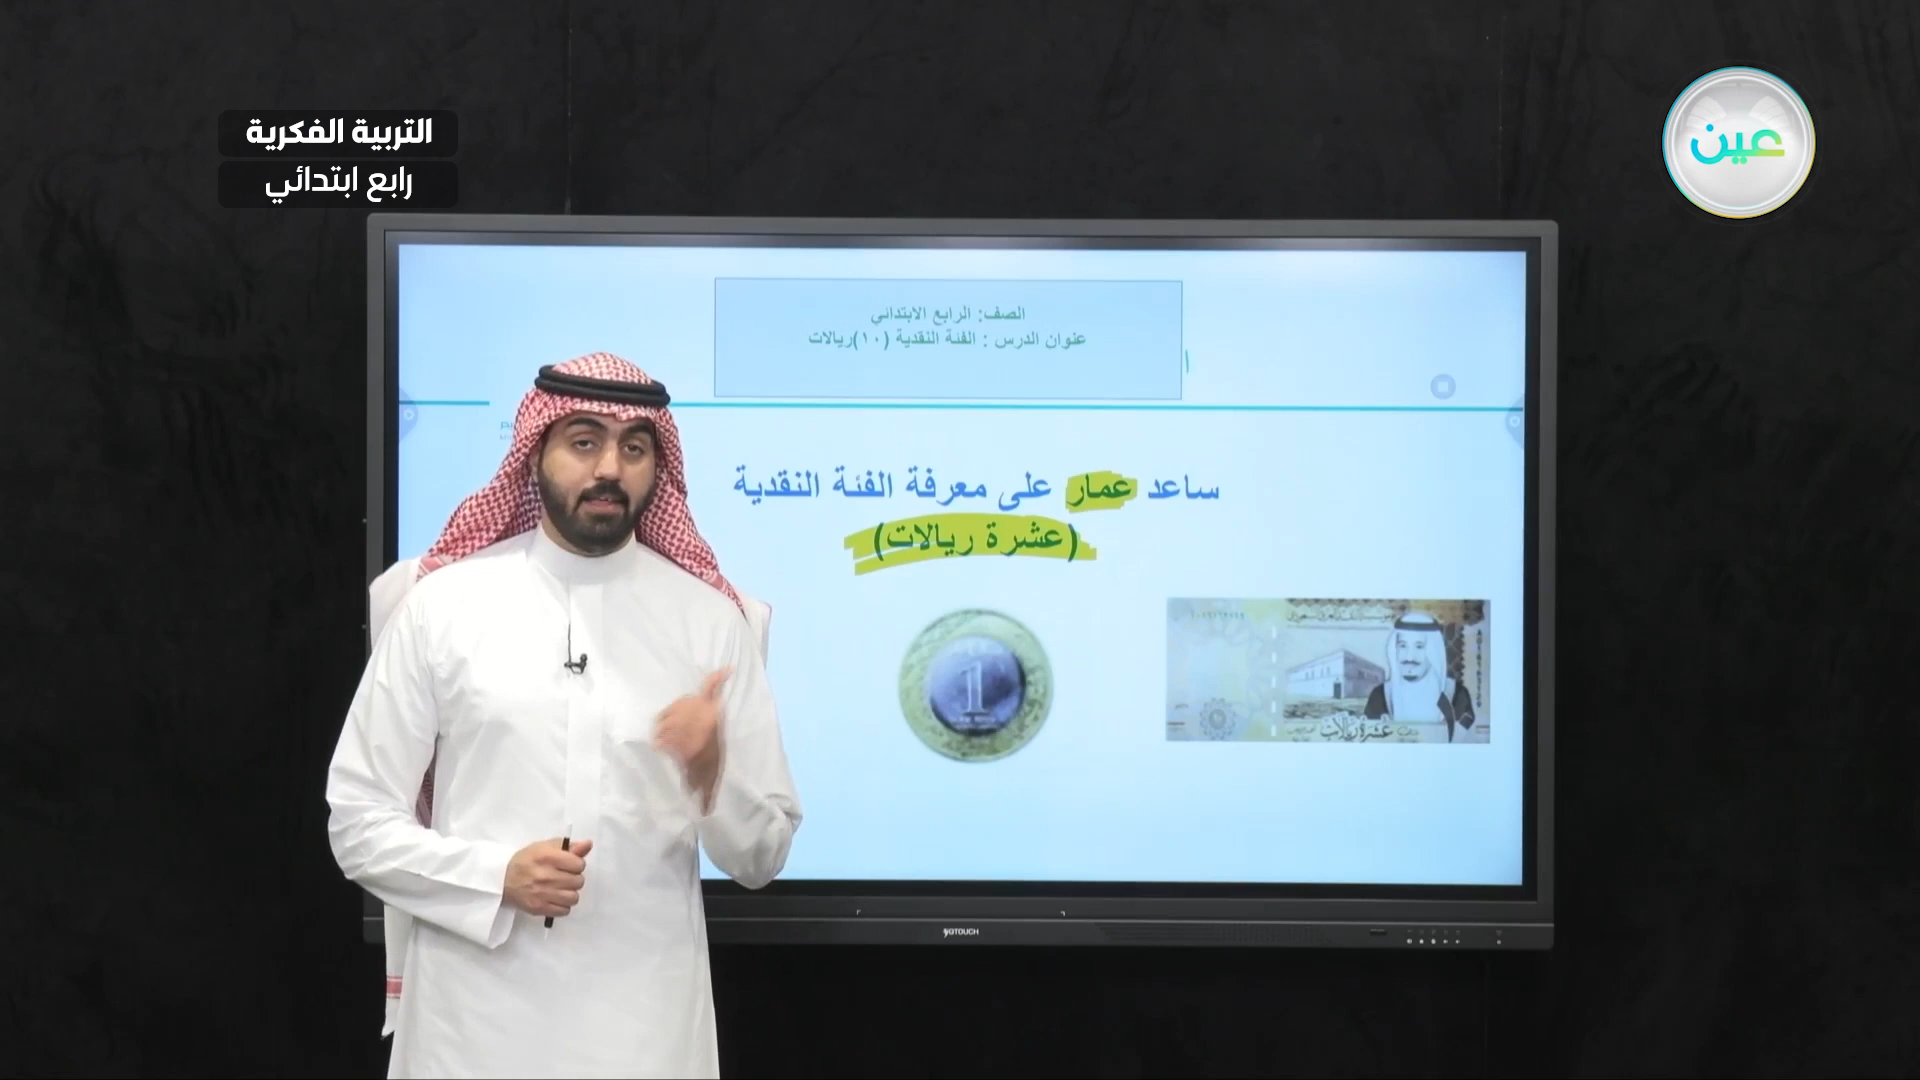 التربية الفكرية
رابع ابتدائي
عين
الصف: الرابع الابتدائي
عنوان الدرس : الفئة النقدية (١٠)ريالات
ساعد عمار على معرفة الفئة النقدية
(عشرة ريالات)
1
عشرة ريالات